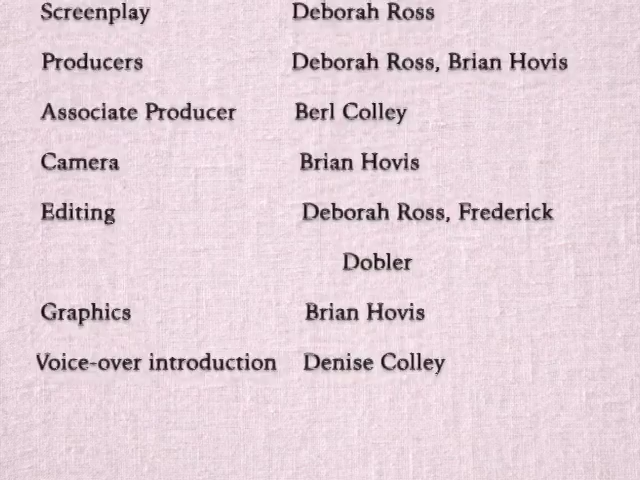 Screenplay Deborah Ross
Producers Deborah Ross, Brian Hovis
Associate Producer Berl Colley
Camera Brian Hovis
Editing Deborah Ross, Frederick
Dobler
Graphics Brian Hovis
Voice-over introduction Denise Colley